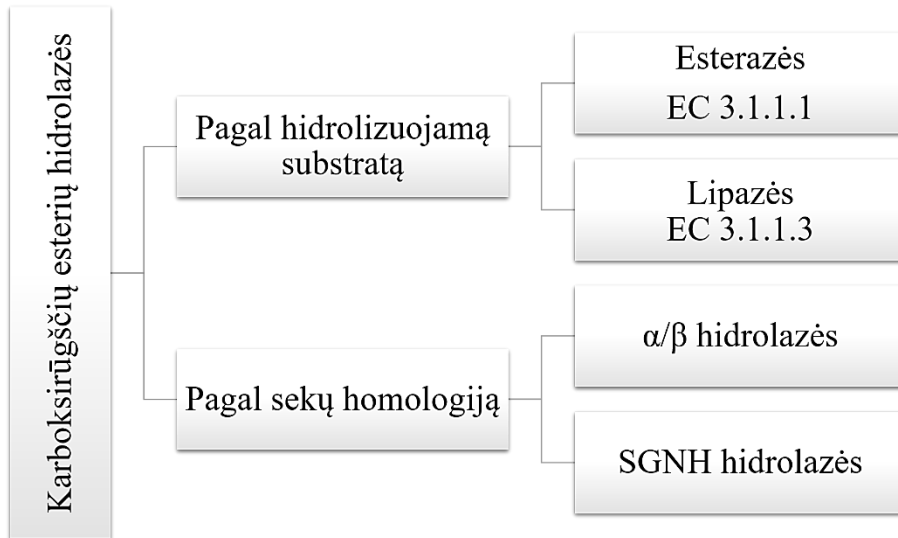 Karboksirūgščių esterių hidrolazės
Pagal hidrolizuojamą
substratą
Esterazės
EC 3.1.1.1
Lipazės
EC 3.1.1.3
Pagal sekų homologiją
α/β hidrolazės
SGNH hidrolazės